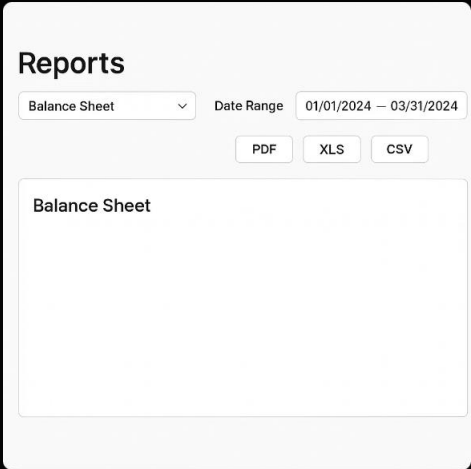 Reports
Balance Sheet Date Range 01/01/2024 — 03/31/2024
PDF XLS CSV
Balance Sheet